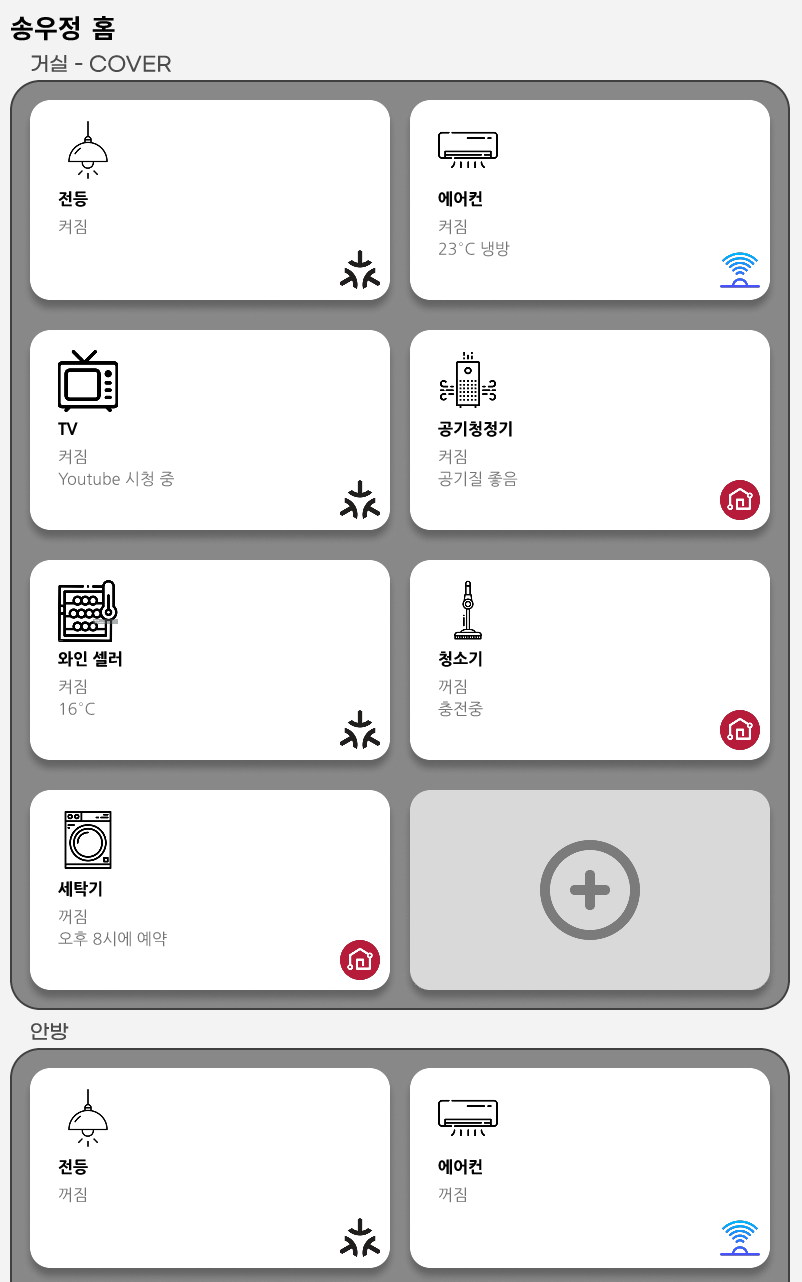 송우정 홈
거실 - COVER
전등
켜짐
에어컨
켜짐
23°C 냉방
TV
켜짐
Youtube 시청 중
공기청정기
켜짐
공기질 좋음
와인 셀러
켜짐
16°C
청소기
꺼짐
충전중
세탁기
꺼짐
오후 8시에 예약
안방
전등
꺼짐
에어컨
꺼짐